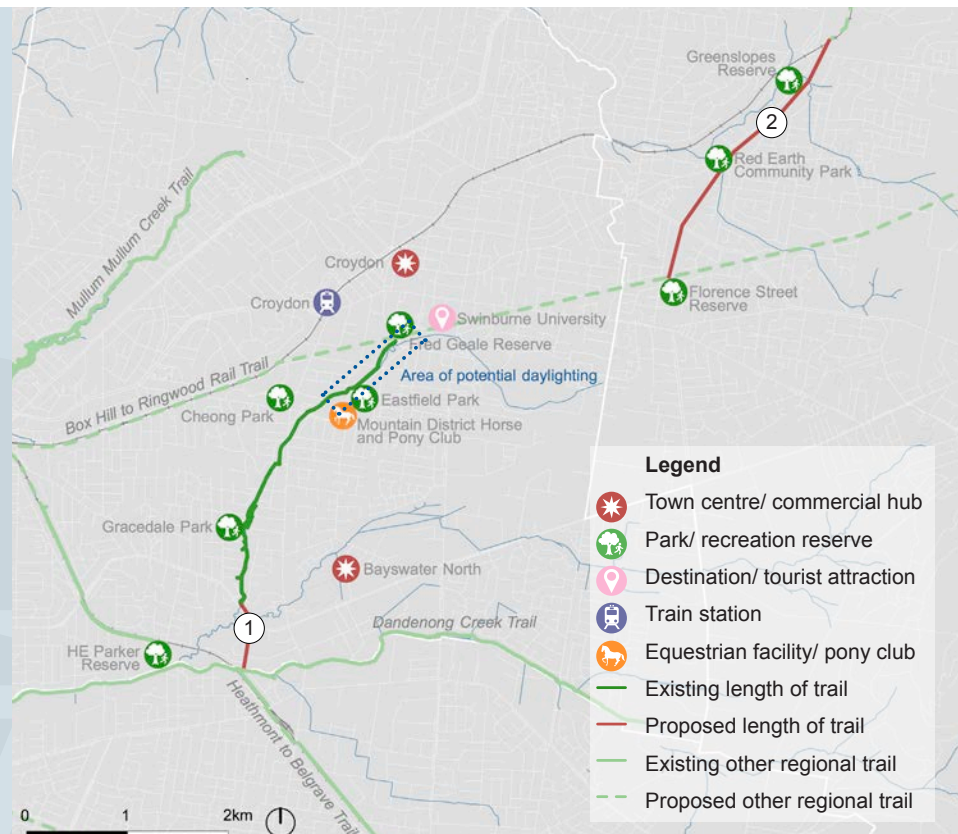 Greenslopes
Reserve
2
Red Earth
Community Park
Mullum Mullum Creek Trail
Croydon
Croydon
Florence Street
Reserve
Swinburne University
Fred Geale Reserve
Box Hill to Ringwood Rail Trail
Area of potential daylighting
Eastfield Park
Cheong Park
Mountain District Horse
and Pony Club
Gracedale Park
Bayswater North
Dandenong Creek Trail
1
HE Parker
Reserve
Heathmont to Belgrave Trail
Legend
Town centre/ commercial hub
Park/ recreation reserve
Destination/ tourist attraction
Train station
Equestrian facility/ pony club
Existing length of trail
Proposed length of trail
Existing other regional trail
Proposed other regional trail
0 1 2km